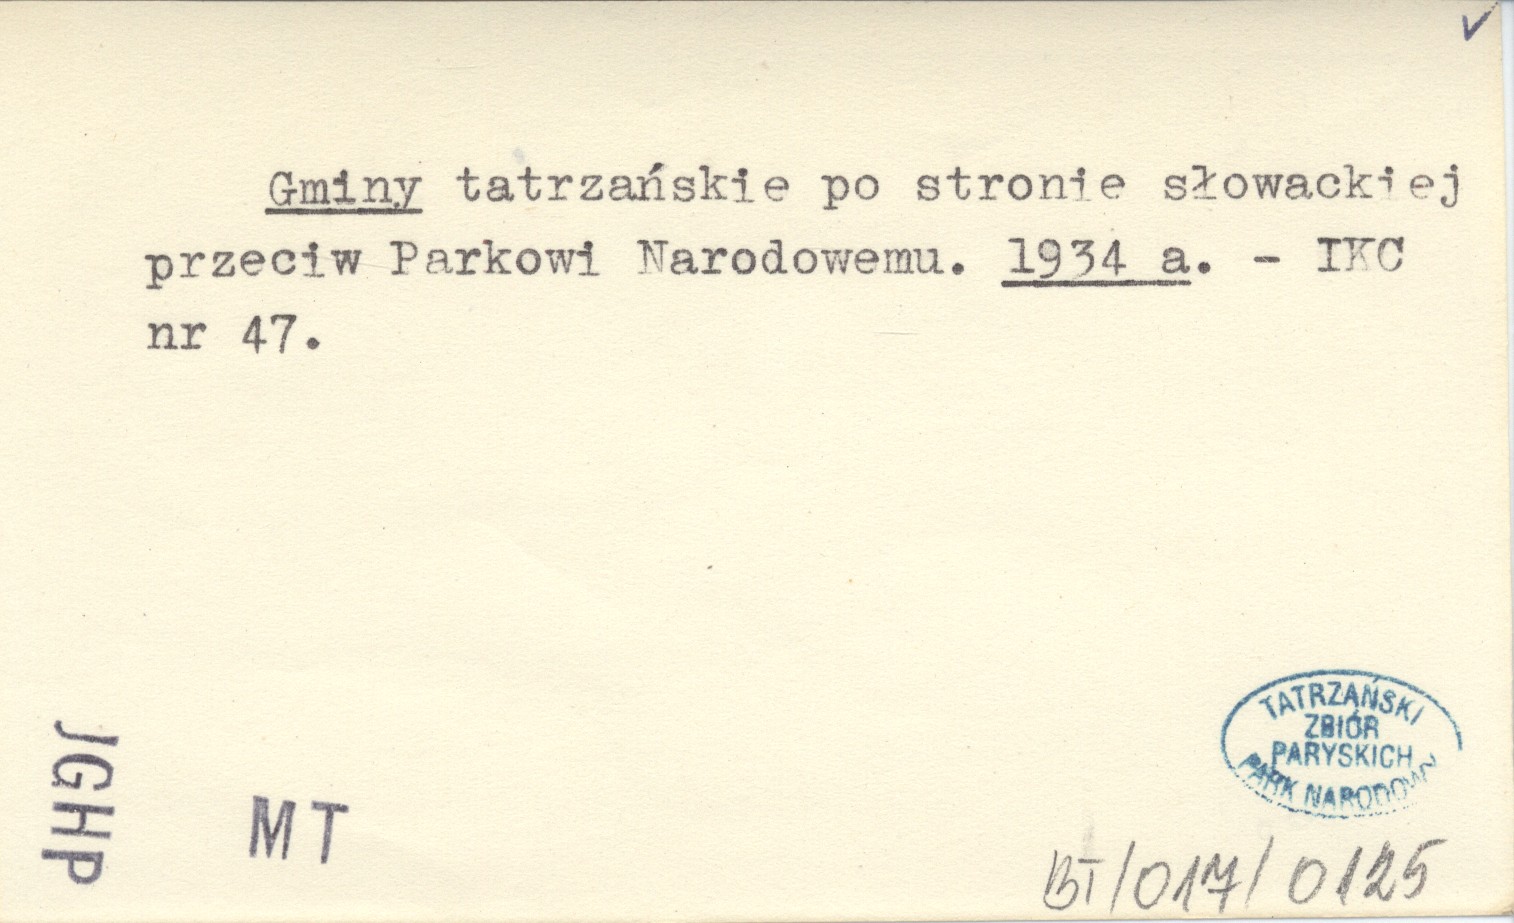 ✓
Gminy tatrzańskie po stronie słowackiej
przeciw Parkowi Narodowemu. 1934 a. - IKC
nr 47.
JGHP
MT
TATRZAŃSKI
ZBIÓR
PARYSKICH
PARK NARODOWY
BT/017/0125